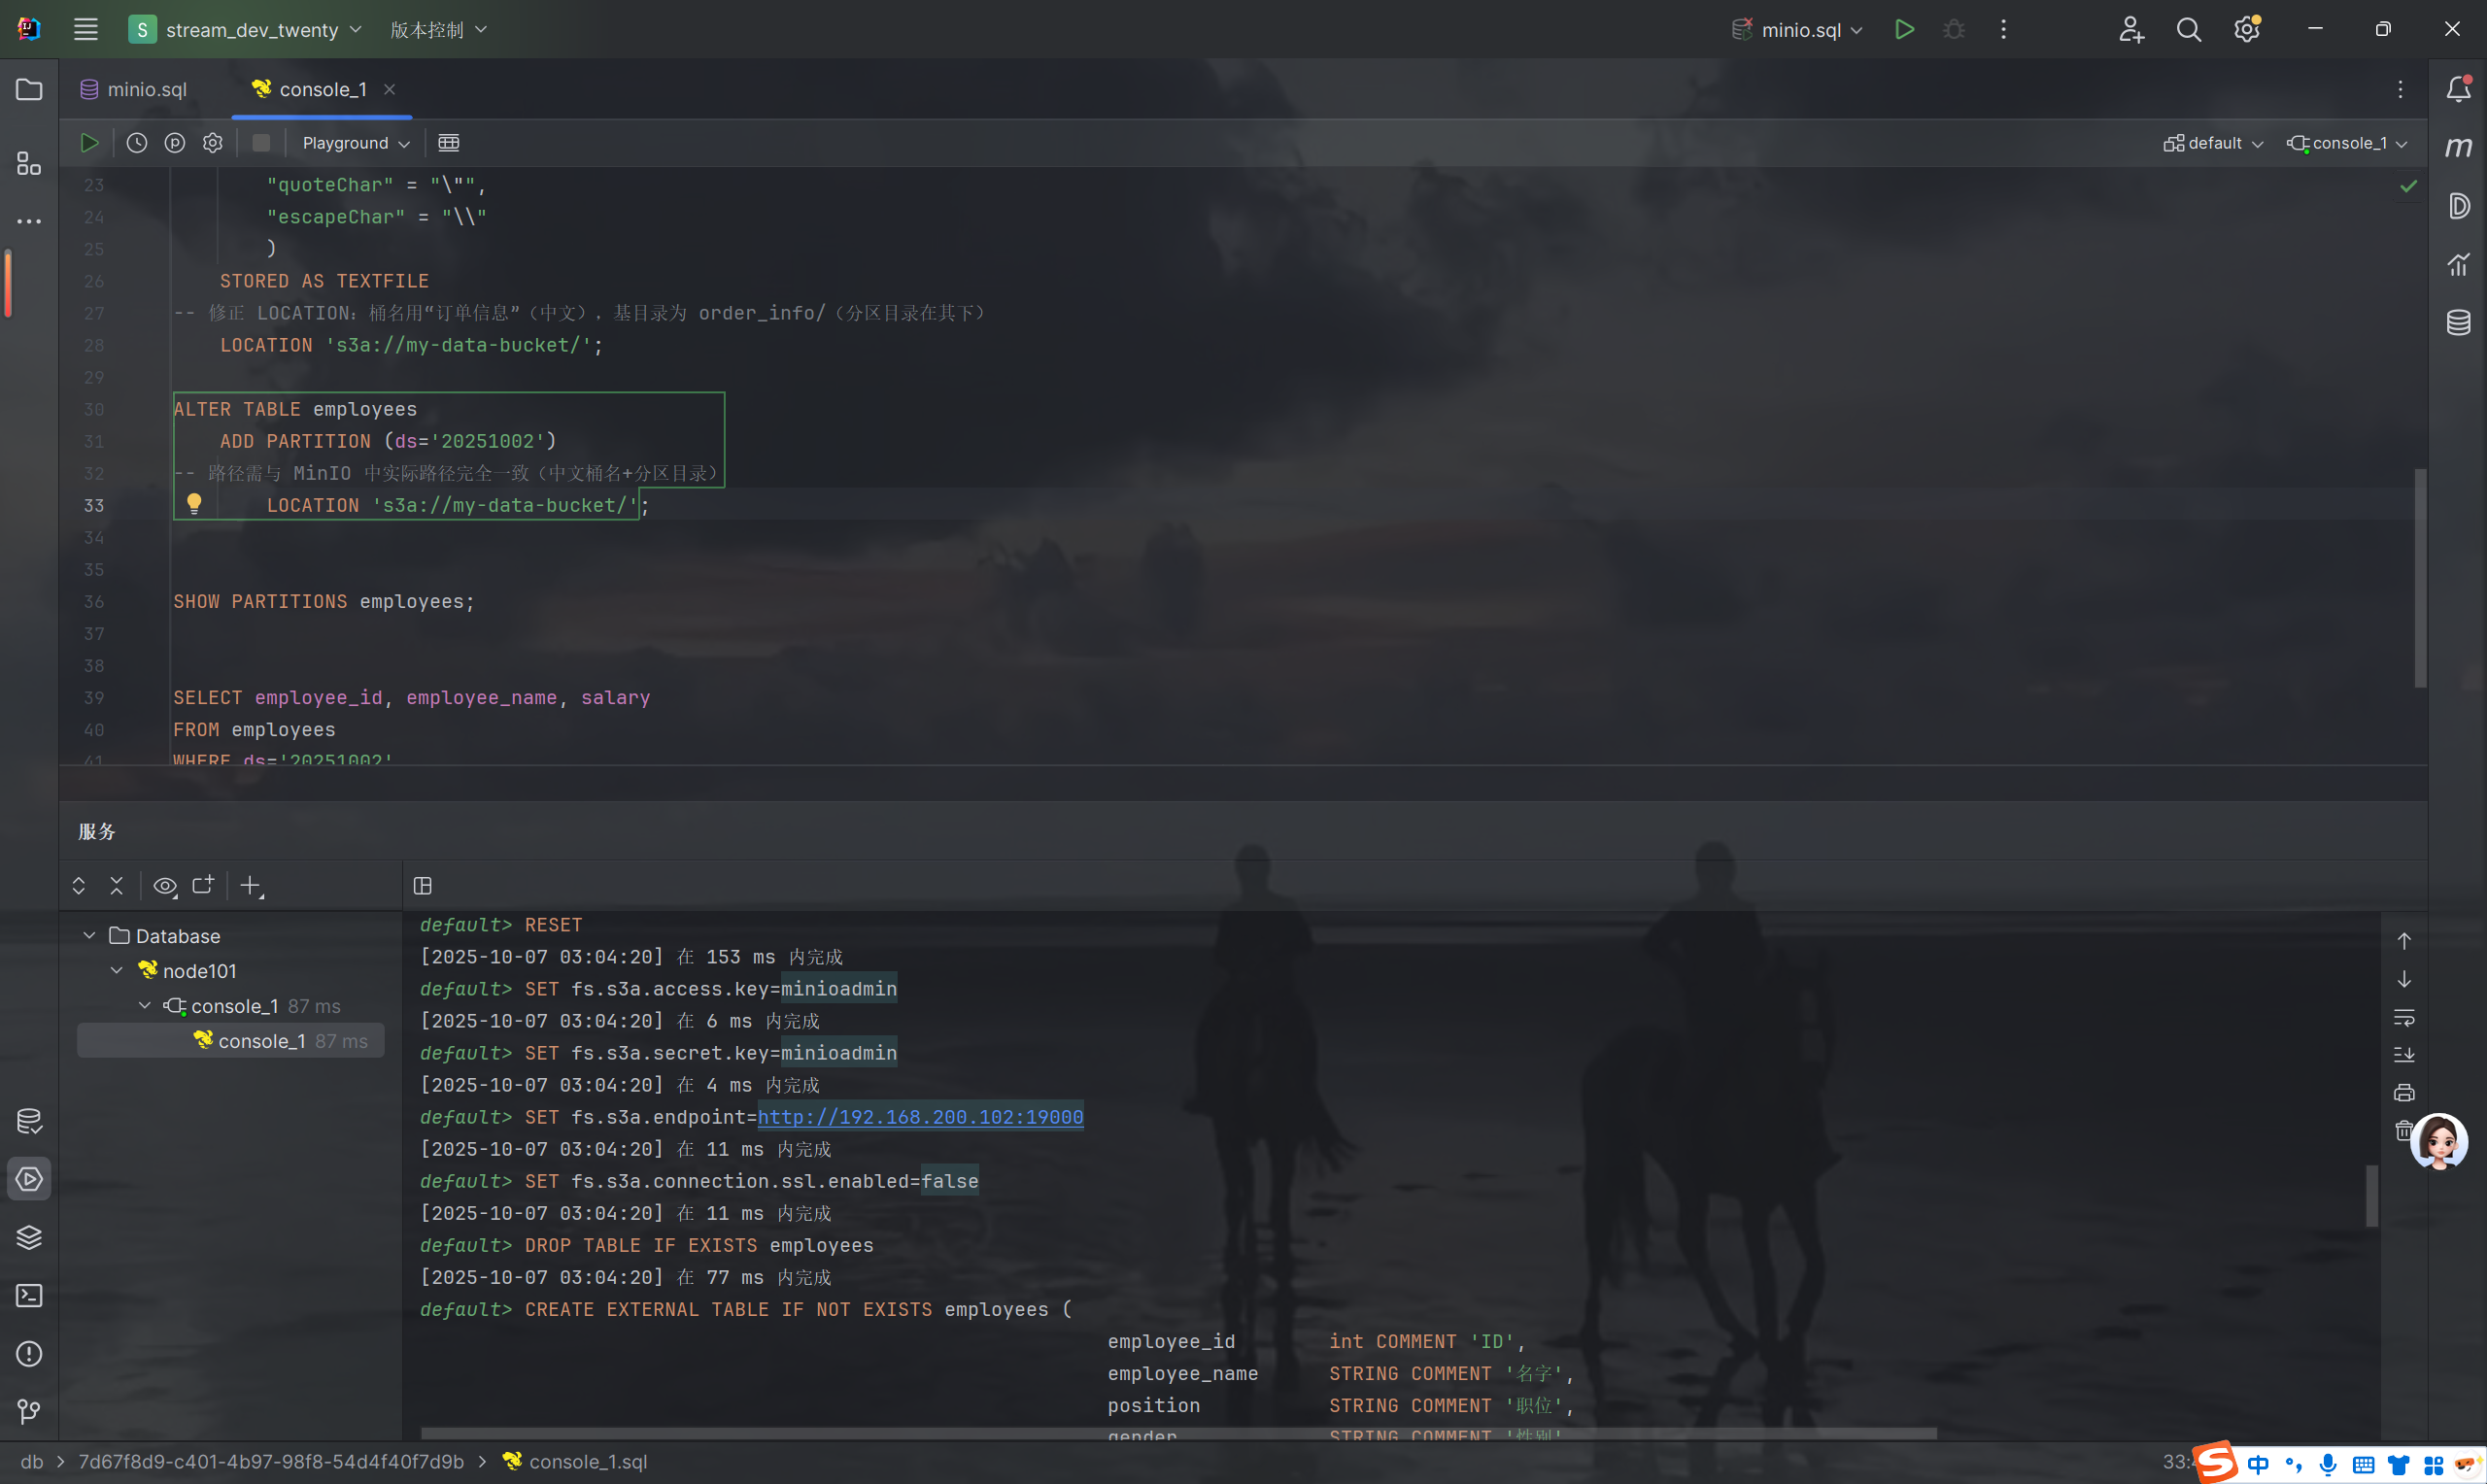 S stream_dev_twenty 版本控制 minio.sql
minio.sql console_1
Playground default console_1
23 "quoteChar" = "\"",
24 "escapeChar" = "\\"
25 )
26 STORED AS TEXTFILE
27 -- 修正 LOCATION：桶名用“订单信息”（中文），基目录为 order_info/（分区目录在其下）
28 LOCATION 's3a://my-data-bucket/';
29
30 ALTER TABLE employees
31 ADD PARTITION (ds='20251002')
32 -- 路径需与 MinIO 中实际路径完全一致（中文桶名+分区目录）
33 LOCATION 's3a://my-data-bucket/';
34
35
36 SHOW PARTITIONS employees;
37
38
39 SELECT employee_id, employee_name, salary
40 FROM employees
41 WHERE ds='20251002'
服务
Database
node101
console_1 87 ms
console_1 87 ms
default> RESET
[2025-10-07 03:04:20] 在 153 ms 内完成
default> SET fs.s3a.access.key=minioadmin
[2025-10-07 03:04:20] 在 6 ms 内完成
default> SET fs.s3a.secret.key=minioadmin
[2025-10-07 03:04:20] 在 4 ms 内完成
default> SET fs.s3a.endpoint=http://192.168.200.102:19000
[2025-10-07 03:04:20] 在 11 ms 内完成
default> SET fs.s3a.connection.ssl.enabled=false
[2025-10-07 03:04:20] 在 11 ms 内完成
default> DROP TABLE IF EXISTS employees
[2025-10-07 03:04:20] 在 77 ms 内完成
default> CREATE EXTERNAL TABLE IF NOT EXISTS employees (
employee_id int COMMENT 'ID',
employee_name STRING COMMENT '名字',
position STRING COMMENT '职位',
gender STRING COMMENT '性别'
db > 7d67f8d9-c401-4b97-98f8-54d4f40f7d9b > console_1.sql 33: 中